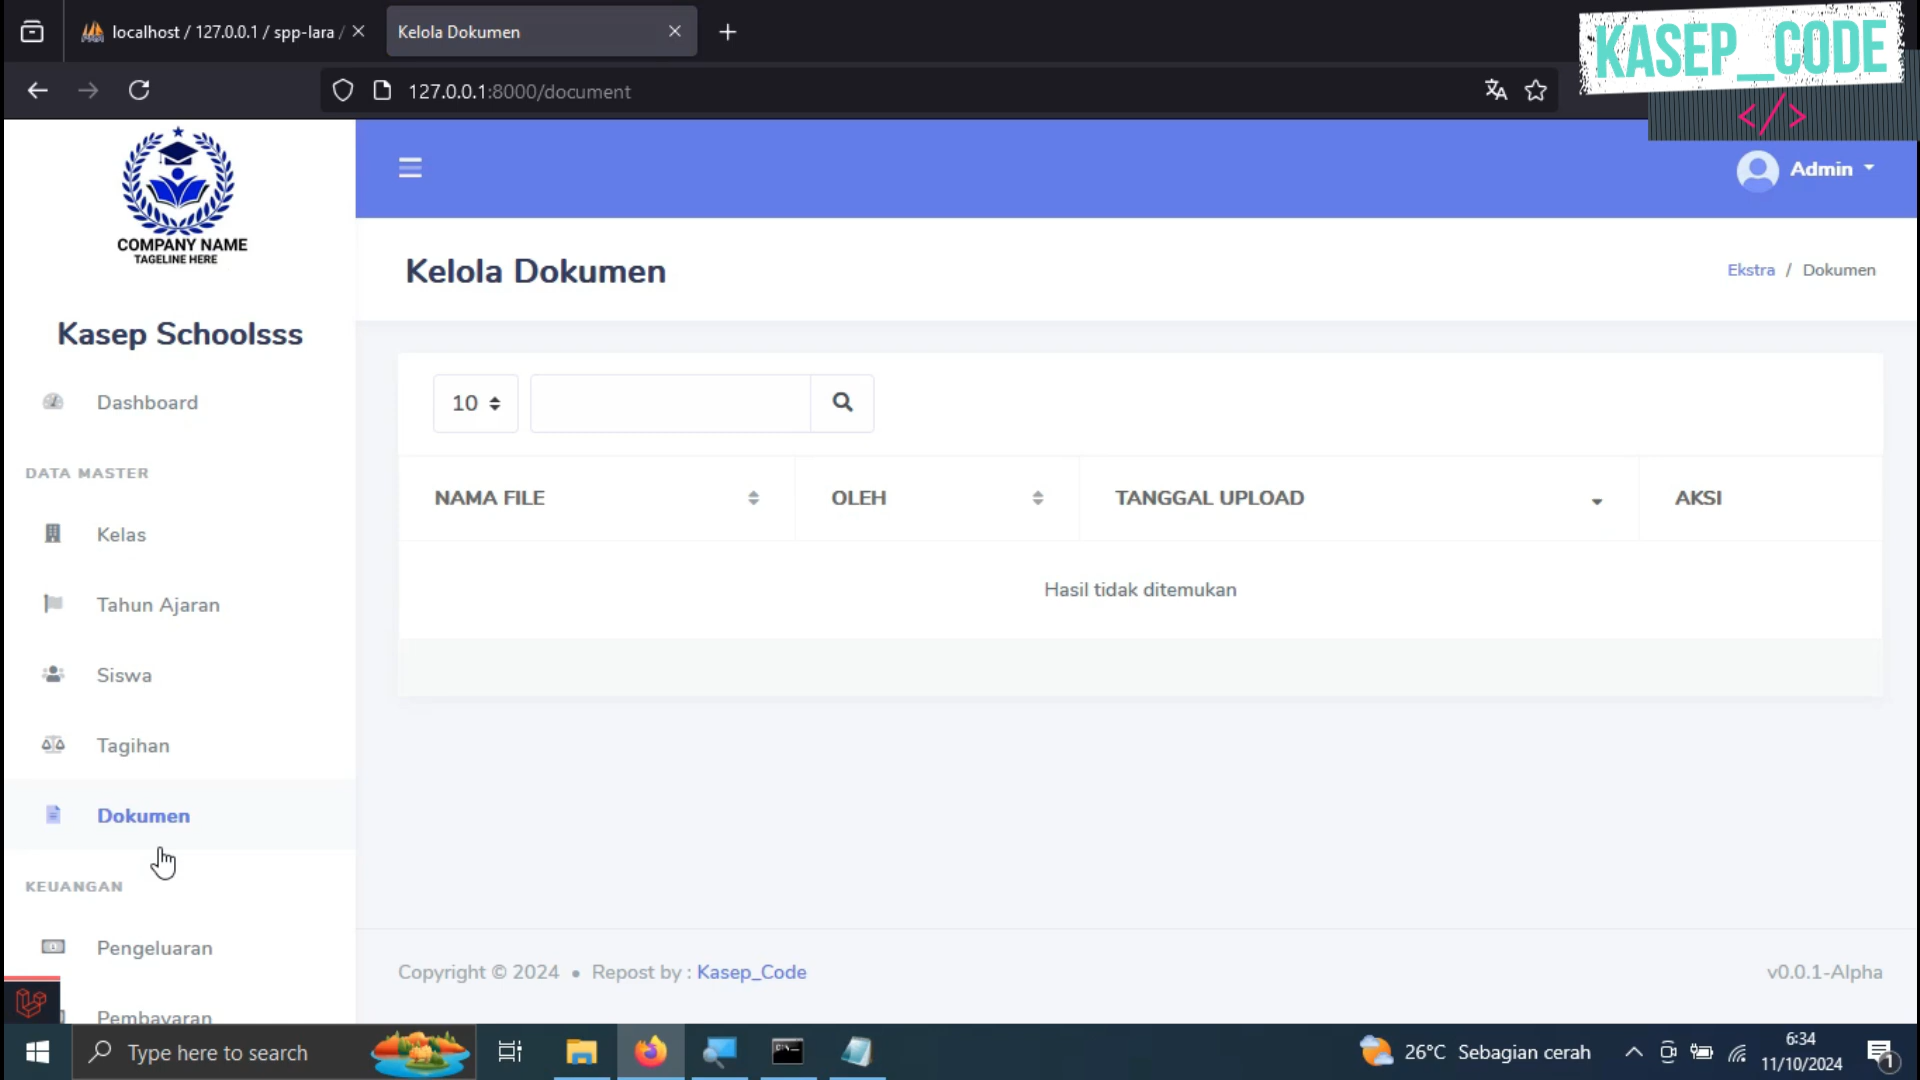 localhost / 127.0.0.1 / spp-lara /
Kelola Dokumen
KASEP_CODE
</>
127.0.0.1:8000/document
COMPANY NAME
TAGELINE HERE
Admin
Kelola Dokumen
Ekstra / Dokumen
Kasep Schoolsss
Dashboard
DATA MASTER
Kelas
Tahun Ajaran
Siswa
Tagihan
Dokumen
KEUANGAN
Pengeluaran
Pembayaran
10
NAMA FILE
OLEH
TANGGAL UPLOAD
AKSI
Hasil tidak ditemukan
Copyright © 2024 • Repost by : Kasep_Code
v0.0.1-Alpha
Type here to search
26°C Sebagian cerah
6:34
11/10/2024
1